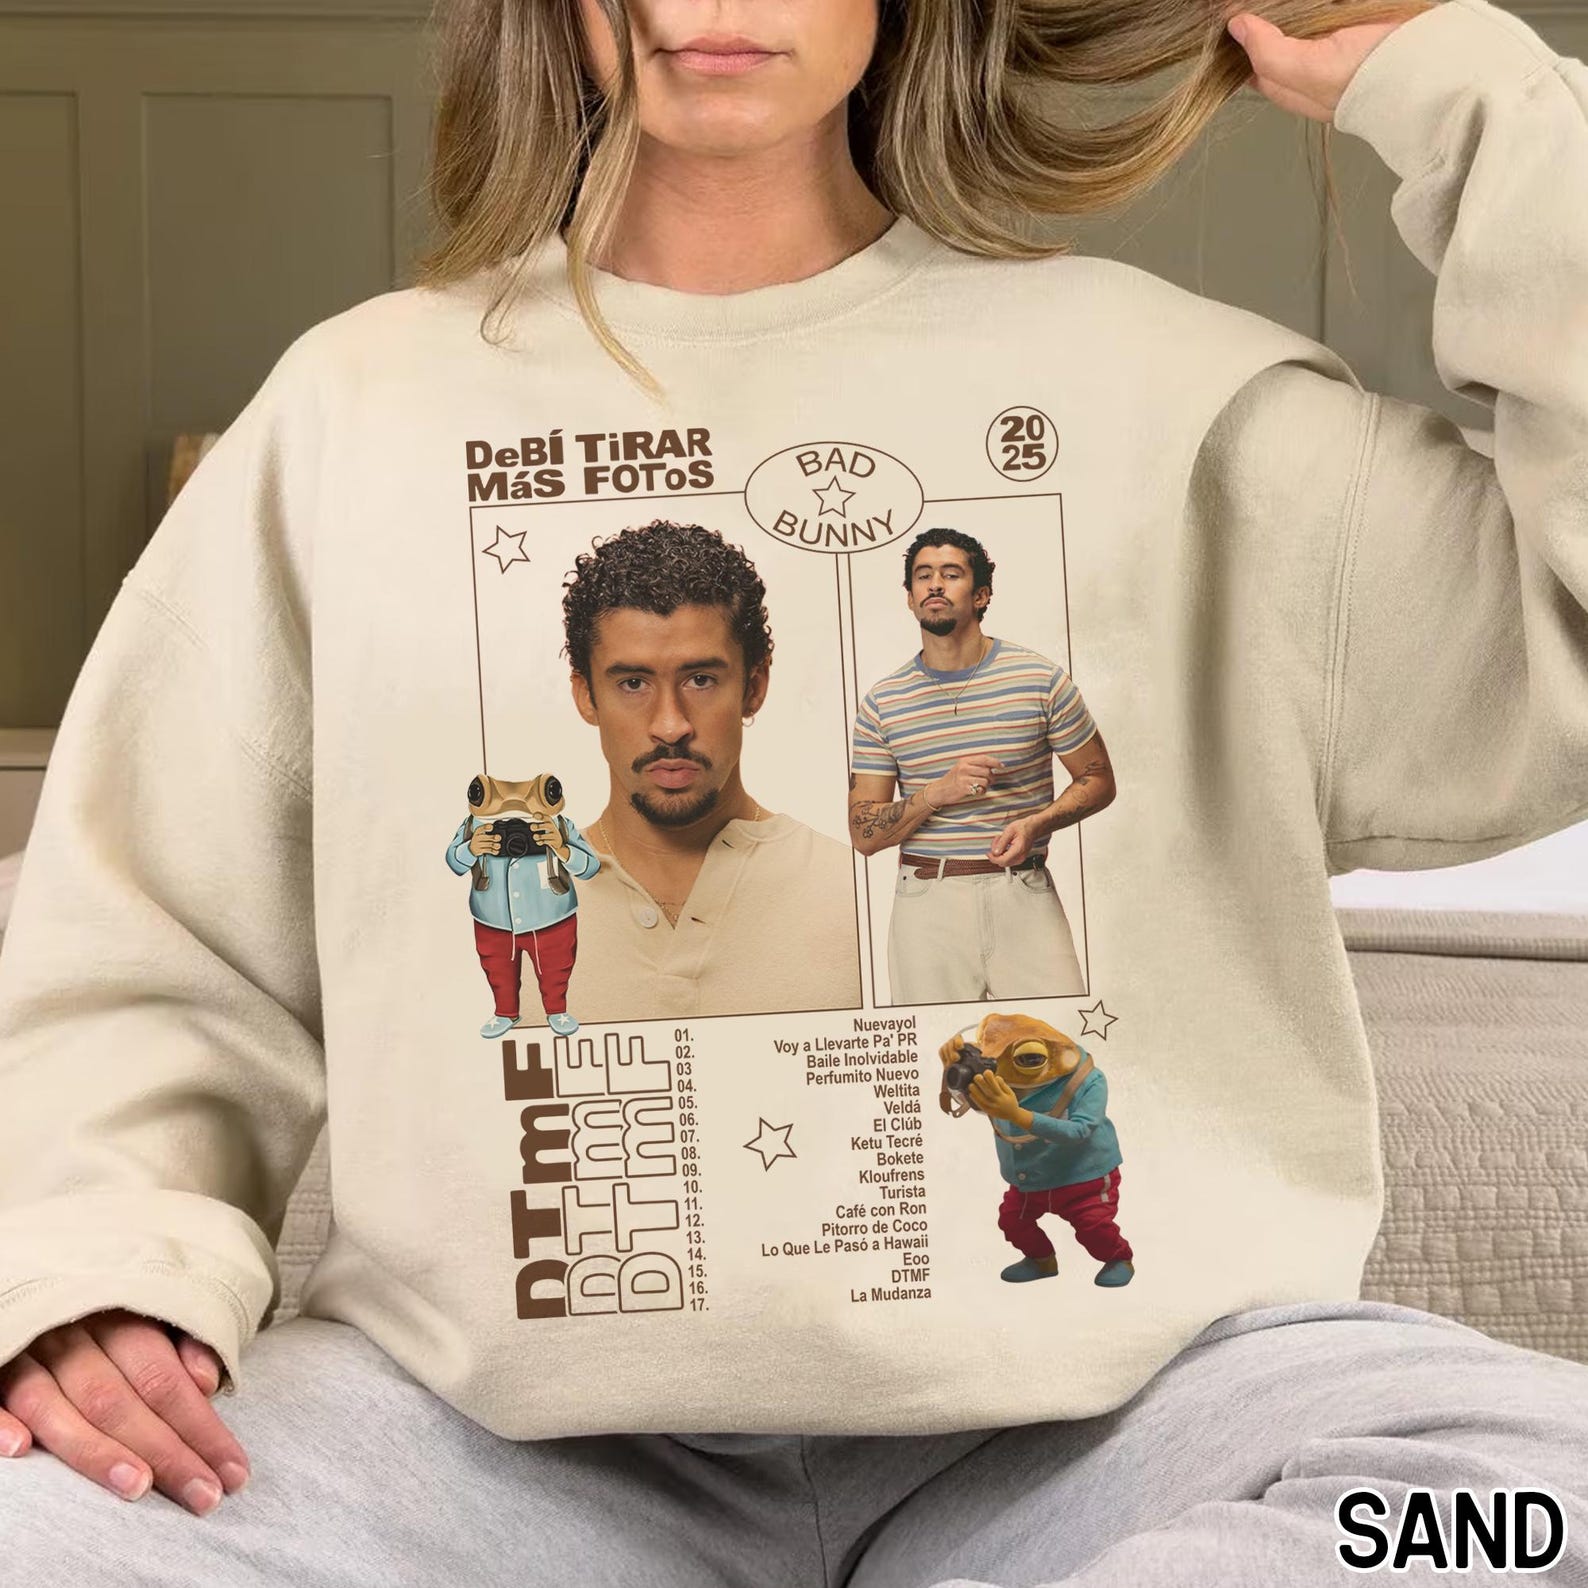 DeBÍ TiRAR
MáS FOToS
BAD
BUNNY
20
25
DTmF
DTmF
DTmF
01.
02.
03
04.
05.
06.
07.
08.
09.
10.
11.
12.
13.
14.
15.
16.
17.
Nuevayol
Voy a Llevarte Pa' PR
Baile Inolvidable
Perfumito Nuevo
Weltita
Veldá
El Clúb
Ketu Tecré
Bokete
Kloufrens
Turista
Café con Ron
Pitorro de Coco
Lo Que Le Pasó a Hawaii
Eoo
DTMF
La Mudanza
SAND